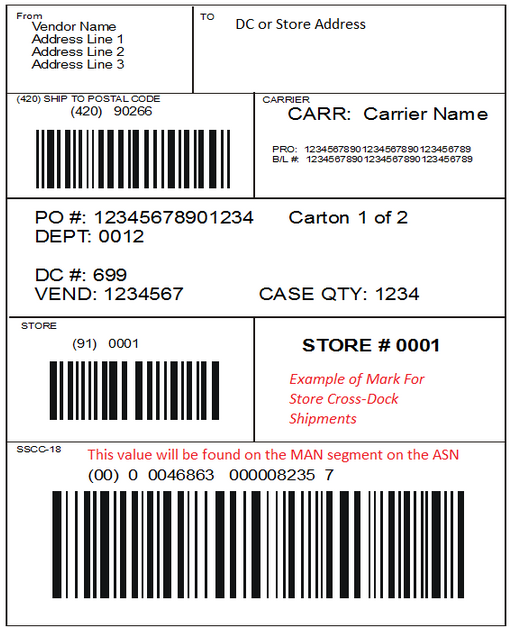 From
Vendor Name
Address Line 1
Address Line 2
Address Line 3
TO
DC or Store Address
(420) SHIP TO POSTAL CODE
(420) 90266
CARRIER
CARR: Carrier Name
PRO: 12345678901234567890123456789
B/L #: 12345678901234567890123456789
PO #: 12345678901234 Carton 1 of 2
DEPT: 0012
DC #: 699
VEND: 1234567 CASE QTY: 1234
STORE
(91) 0001
STORE # 0001
Example of Mark For
Store Cross-Dock
Shipments
SSCC-18
This value will be found on the MAN segment on the ASN
(00) 0 0046863 000008235 7